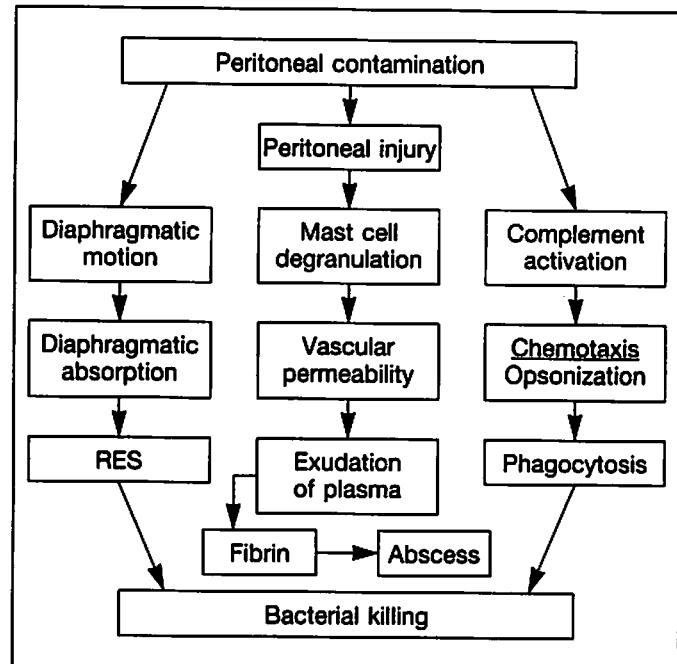 Peritoneal contamination
Peritoneal injury
Diaphragmatic
motion
Mast cell
degranulation
Complement
activation
Diaphragmatic
absorption
Vascular
permeability
Chemotaxis
Opsonization
RES
Exudation
of plasma
Phagocytosis
Fibrin
Abscess
Bacterial killing